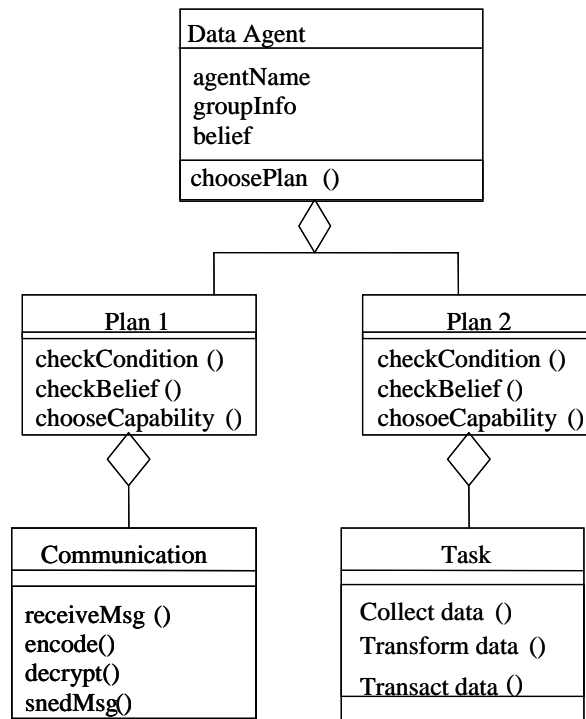 Data Agent
agentName
groupInfo
belief
choosePlan ()
Plan 1
checkCondition ()
checkBelief ()
chooseCapability ()
Plan 2
checkCondition ()
checkBelief ()
chosoeCapability ()
Communication
receiveMsg ()
encode()
decrypt()
snedMsg()
Task
Collect data ()
Transform data ()
Transact data ()